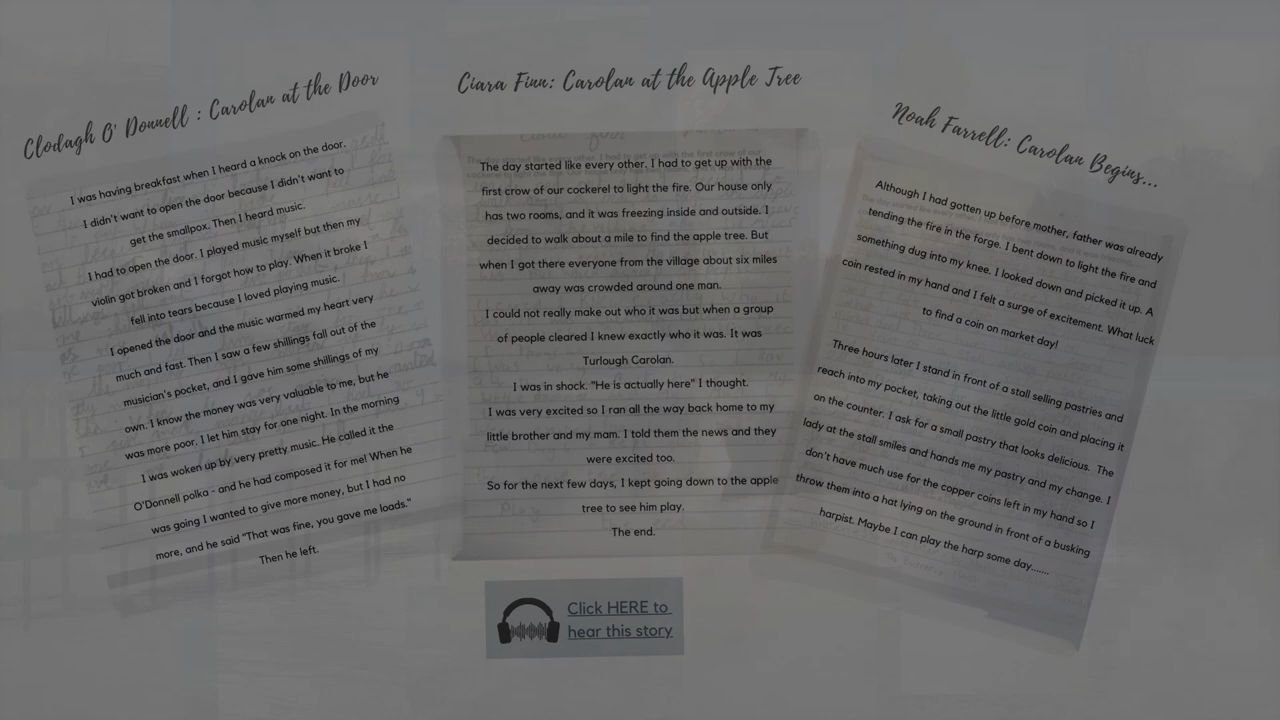 Clodagh O' Donnell : Carolan at the Door
I was having breakfast when I heard a knock on the door.
I didn't want to open the door because I didn't want to
get the smallpox. Then I heard music.
I had to open the door. I played music myself but then my
violin got broken and I forgot how to play. When it broke I
fell into tears because I loved playing music.
I opened the door and the music warmed my heart very
much and fast. Then I saw a few shillings fall out of the
musician's pocket, and I gave him some shillings of my
own. I know the money was very valuable to me, but he
was more poor. I let him stay for one night. In the morning
I was woken up by very pretty music. He called it the
O'Donnell polka - and he had composed it for me! When he
was going I wanted to give more money, but I had no
more, and he said "That was fine, you gave me loads."
Then he left.
Ciara Finn: Carolan at the Apple Tree
The day started like every other. I had to get up with the
first crow of our cockerel to light the fire. Our house only
has two rooms, and it was freezing inside and outside. I
decided to walk about a mile to find the apple tree. But
when I got there everyone from the village about six miles
away was crowded around one man.
I could not really make out who it was but when a group
of people cleared I knew exactly who it was. It was
Turlough Carolan.
I was in shock. "He is actually here" I thought.
I was very excited so I ran all the way back home to my
little brother and my mam. I told them the news and they
were excited too.
So for the next few days, I kept going down to the apple
tree to see him play.
The end.
Noah Farrell: Carolan Begins...
Although I had gotten up before mother, father was already
tending the fire in the forge. I bent down to light the fire and
something dug into my knee. I looked down and picked it up. A
coin rested in my hand and I felt a surge of excitement. What luck
to find a coin on market day!
Three hours later I stand in front of a stall selling pastries and
reach into my pocket, taking out the little gold coin and placing it
on the counter. I ask for a small pastry that looks delicious. The
lady at the stall smiles and hands me my pastry and my change. I
don't have much use for the copper coins left in my hand so I
throw them into a hat lying on the ground in front of a busking
harpist. Maybe I can play the harp some day.......
Click HERE to
hear this story